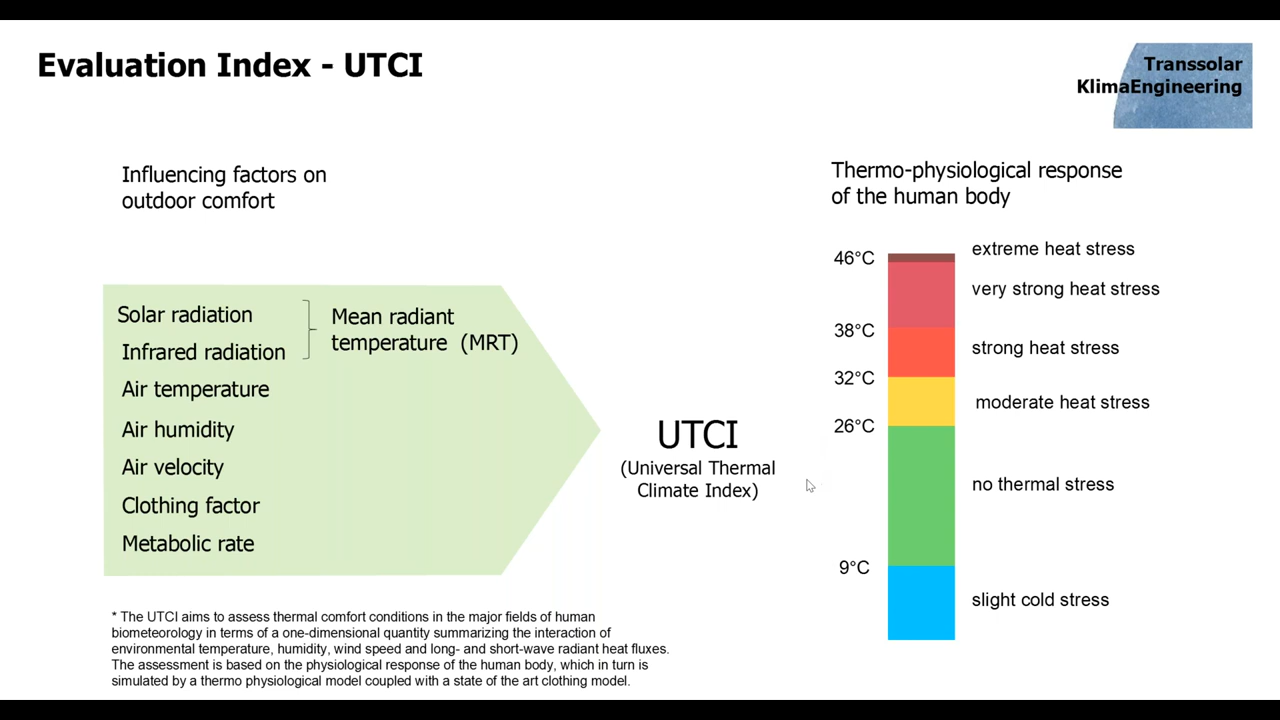 Evaluation Index - UTCI
Transsolar
KlimaEngineering
Influencing factors on
outdoor comfort
Solar radiation
Infrared radiation
Mean radiant
temperature (MRT)
Air temperature
Air humidity
Air velocity
Clothing factor
Metabolic rate
UTCI
(Universal Thermal
Climate Index)
Thermo-physiological response
of the human body
46°C
extreme heat stress
very strong heat stress
38°C
strong heat stress
32°C
moderate heat stress
26°C
no thermal stress
9°C
slight cold stress
* The UTCI aims to assess thermal comfort conditions in the major fields of human
biometeorology in terms of a one-dimensional quantity summarizing the interaction of
environmental temperature, humidity, wind speed and long- and short-wave radiant heat fluxes.
The assessment is based on the physiological response of the human body, which in turn is
simulated by a thermo physiological model coupled with a state of the art clothing model.